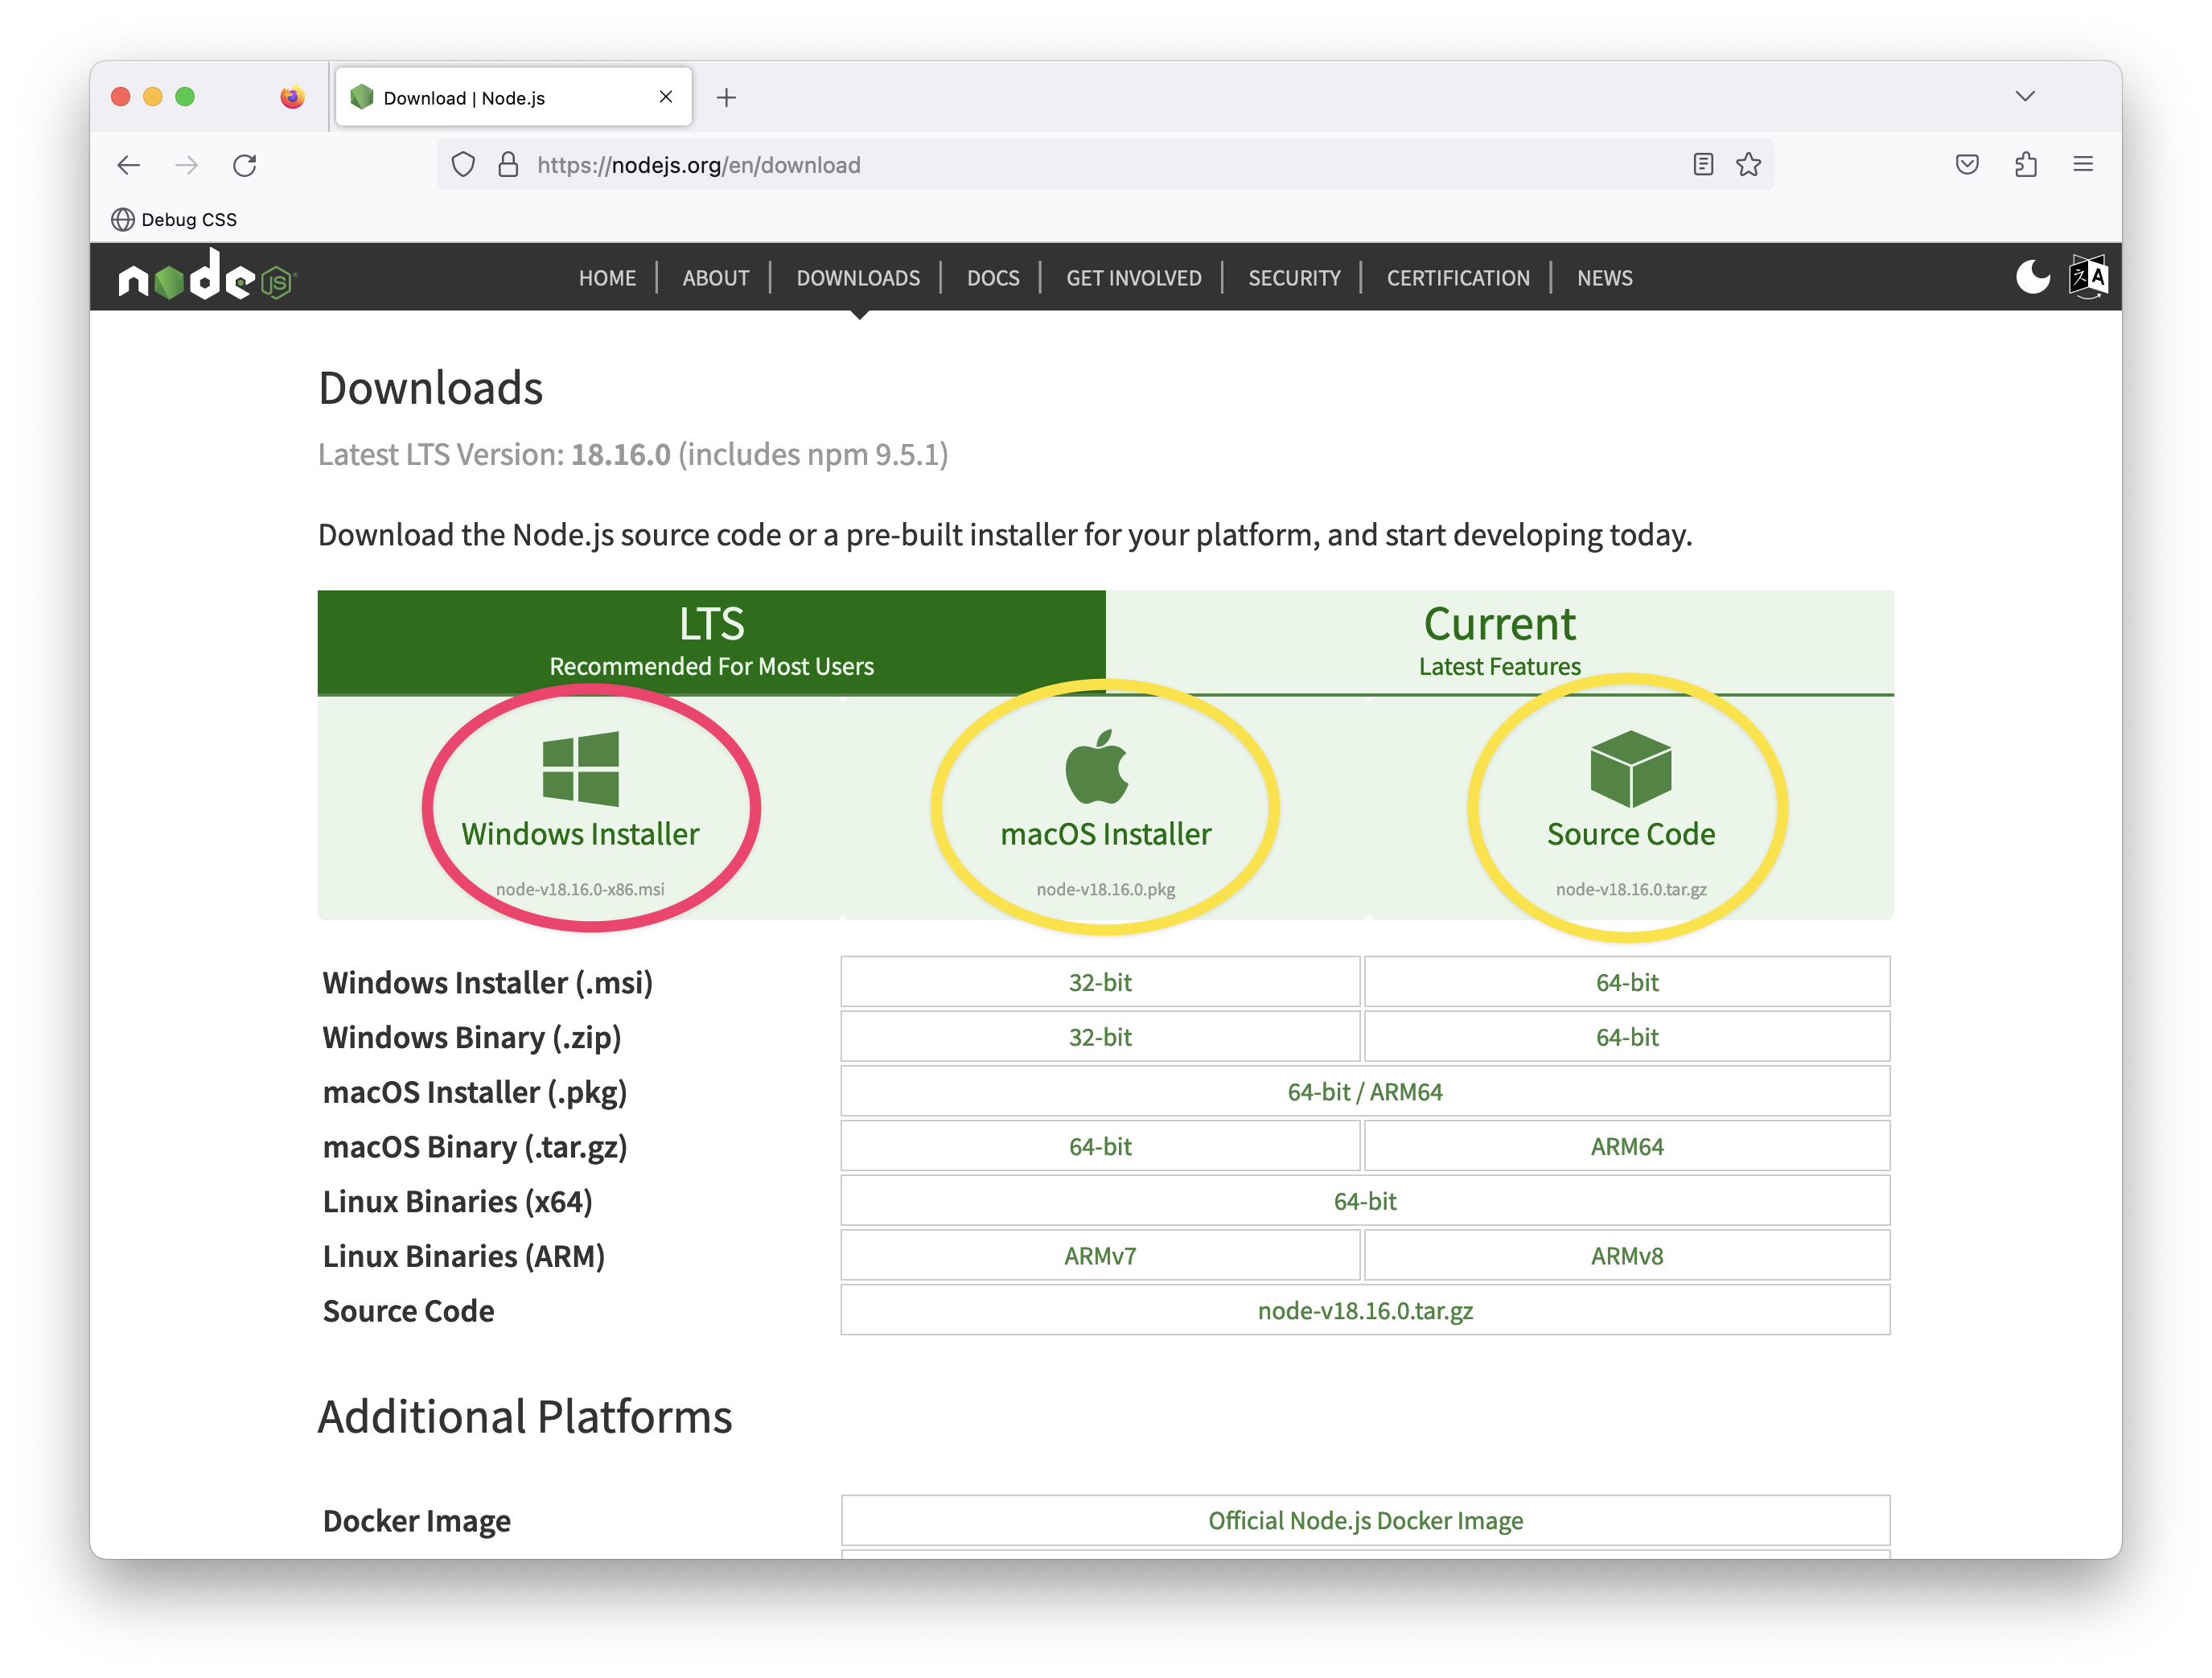 Download | Node.js
https://nodejs.org/en/download
Debug CSS
node JS
HOME | ABOUT | DOWNLOADS | DOCS | GET INVOLVED | SECURITY | CERTIFICATION | NEWS
Downloads
Latest LTS Version: 18.16.0 (includes npm 9.5.1)
Download the Node.js source code or a pre-built installer for your platform, and start developing today.
LTS
Recommended For Most Users
Current
Latest Features
Windows Installer
node-v18.16.0-x86.msi
macOS Installer
node-v18.16.0.pkg
Source Code
node-v18.16.0.tar.gz
Windows Installer (.msi) 32-bit 64-bit
Windows Binary (.zip) 32-bit 64-bit
macOS Installer (.pkg) 64-bit / ARM64
macOS Binary (.tar.gz) 64-bit ARM64
Linux Binaries (x64) 64-bit
Linux Binaries (ARM) ARMv7 ARMv8
Source Code node-v18.16.0.tar.gz
Additional Platforms
Docker Image Official Node.js Docker Image